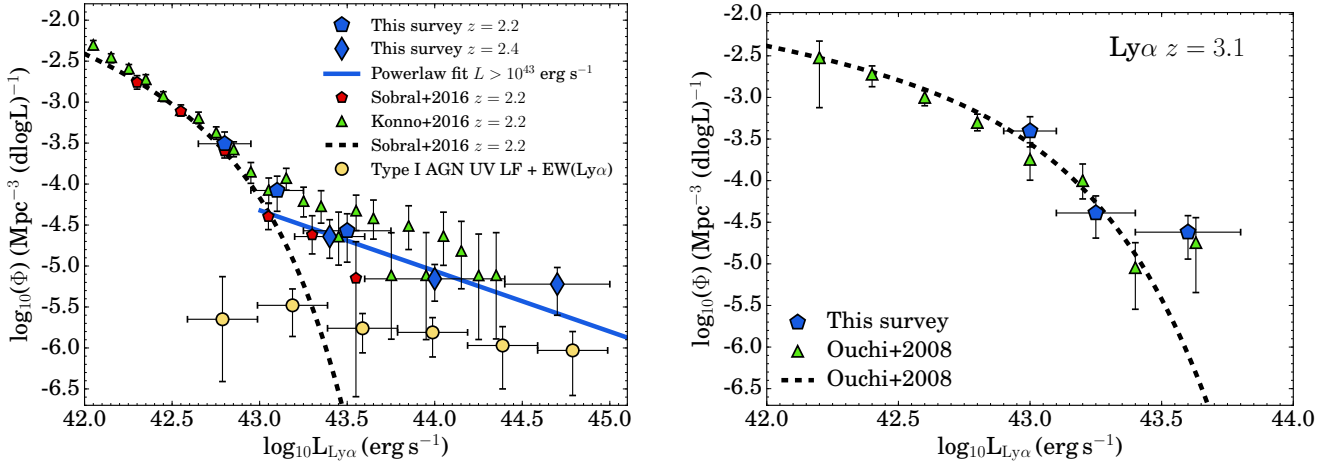 -2.0
-2.5
-3.0
-3.5
-4.0
-4.5
-5.0
-5.5
-6.0
-6.5
log₁₀(Φ) (Mpc⁻³ (dlogL)⁻¹)
This survey z = 2.2
This survey z = 2.4
Powerlaw fit L > 10⁴³ erg s⁻¹
Sobral+2016 z = 2.2
Konno+2016 z = 2.2
Sobral+2016 z = 2.2
Type I AGN UV LF + EW(Lyα)
42.0 42.5 43.0 43.5 44.0 44.5 45.0
log₁₀L_Lyα (erg s⁻¹)
-2.0
-2.5
-3.0
-3.5
-4.0
-4.5
-5.0
-5.5
-6.0
-6.5
log₁₀(Φ) (Mpc⁻³ (dlogL)⁻¹)
Lyα z = 3.1
This survey
Ouchi+2008
Ouchi+2008
42.0 42.5 43.0 43.5 44.0
log₁₀L_Lyα (erg s⁻¹)